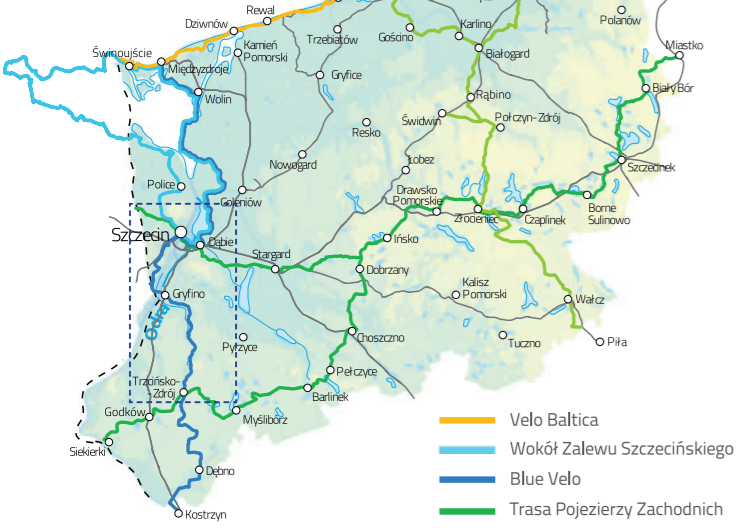 Rewal
Dziwnów
Karlino
Polanów
Trzebiatów
Gościno
Świnoujście
Kamień
Pomorski
Białogard
Miastko
Międzyzdroje
Gryfice
Wolin
Rąbino
Biały Bór
Resko
Świdwin
Połczyn-Zdrój
Nowogard
Łobez
Szczecinek
Police
Goleniów
Drawsko
Pomorskie
Złocieniec
Czaplinek
Borne
Sulinowo
Szczecin
Dąbie
Stargard
Ińsko
Dobrzany
Kalisz
Pomorski
Gryfino
Wałcz
Odra
Pyrzyce
Choszczno
Tuczno
Piła
Trzcińsko-
Zdrój
Pełczyce
Barlinek
Godków
Myślibórz
Siekierki
Dębno
Kostrzyn
Velo Baltica
Wokół Zalewu Szczecińskiego
Blue Velo
Trasa Pojezierzy Zachodnich